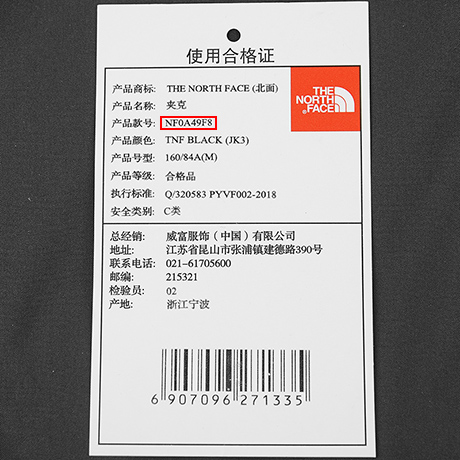 使用合格证
THE
NORTH
FACE
产品商标: THE NORTH FACE (北面)
产品名称: 夹克
产品款号: NF0A49F8
产品颜色: TNF BLACK (JK3)
产品号型: 160/84A(M)
产品等级: 合格品
执行标准: Q/320583 PYVF002-2018
安全类别: C类
总经销: 威富服饰（中国）有限公司
地址: 江苏省昆山市张浦镇建德路390号
联系电话: 021-61705600
邮编: 215321
检验员: 02
产地: 浙江宁波
6 907096 271335